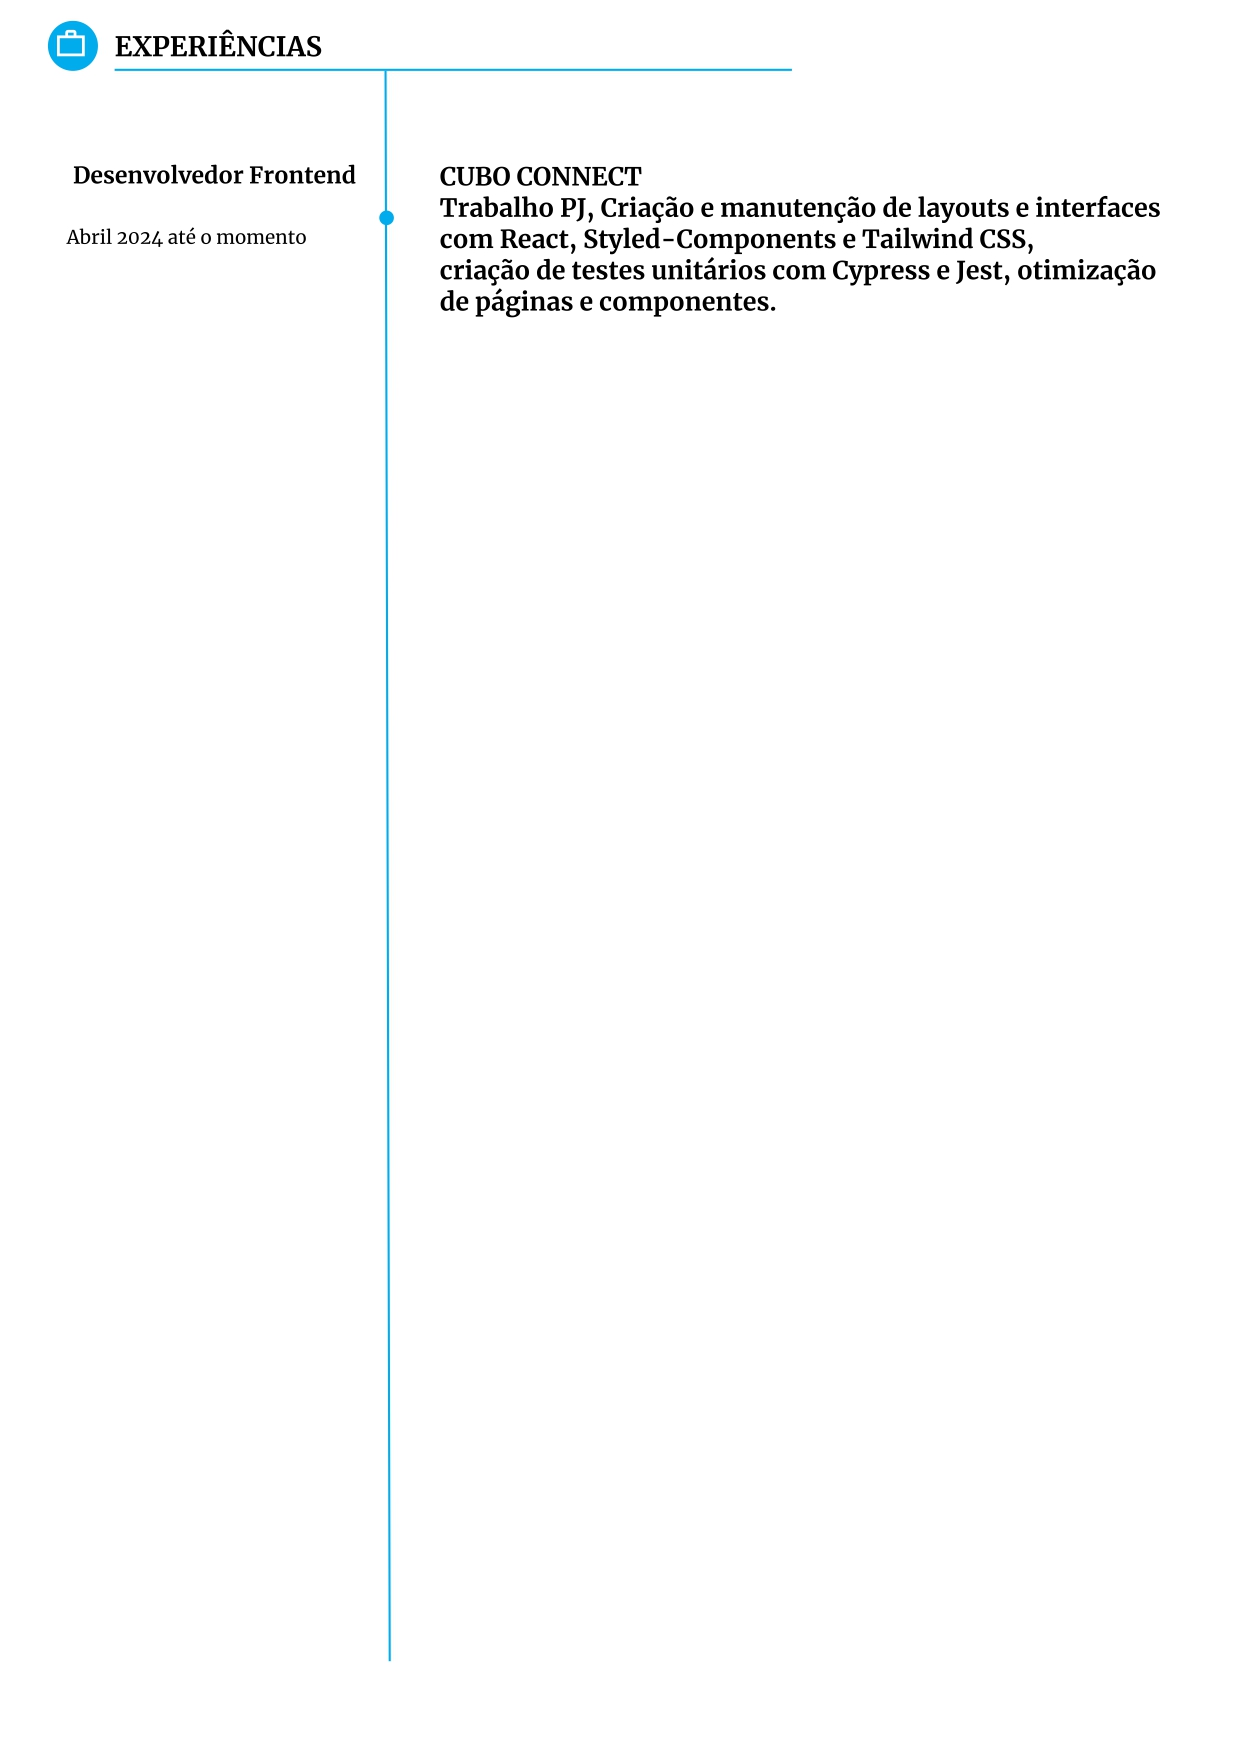 EXPERIÊNCIAS
Desenvolvedor Frontend
Abril 2024 até o momento
CUBO CONNECT
Trabalho PJ, Criação e manutenção de layouts e interfaces
com React, Styled-Components e Tailwind CSS,
criação de testes unitários com Cypress e Jest, otimização
de páginas e componentes.